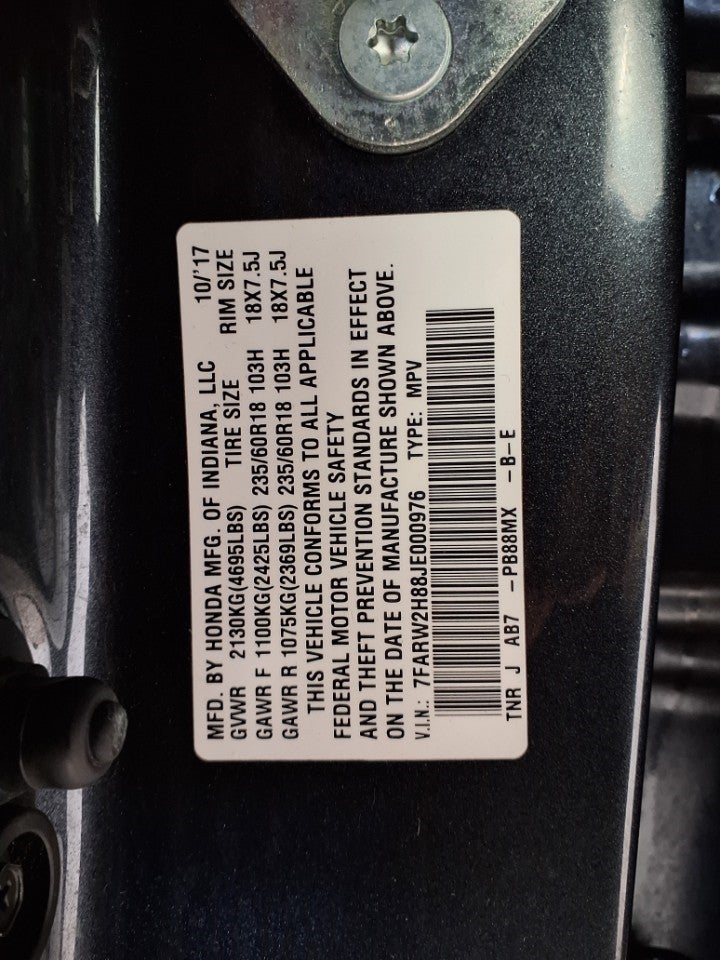 MFD. BY HONDA MFG. OF INDIANA, LLC 10/'17
GVWR 2130KG(4695LBS) TIRE SIZE RIM SIZE
GAWR F 1100KG(2425LBS) 235/60R18 103H 18X7.5J
GAWR R 1075KG(2369LBS) 235/60R18 103H 18X7.5J
THIS VEHICLE CONFORMS TO ALL APPLICABLE
FEDERAL MOTOR VEHICLE SAFETY
AND THEFT PREVENTION STANDARDS IN EFFECT
ON THE DATE OF MANUFACTURE SHOWN ABOVE.
V.I.N.: 7FARW2H88JE000976 TYPE: MPV
TNR J AB7 -PB88MX -B-E